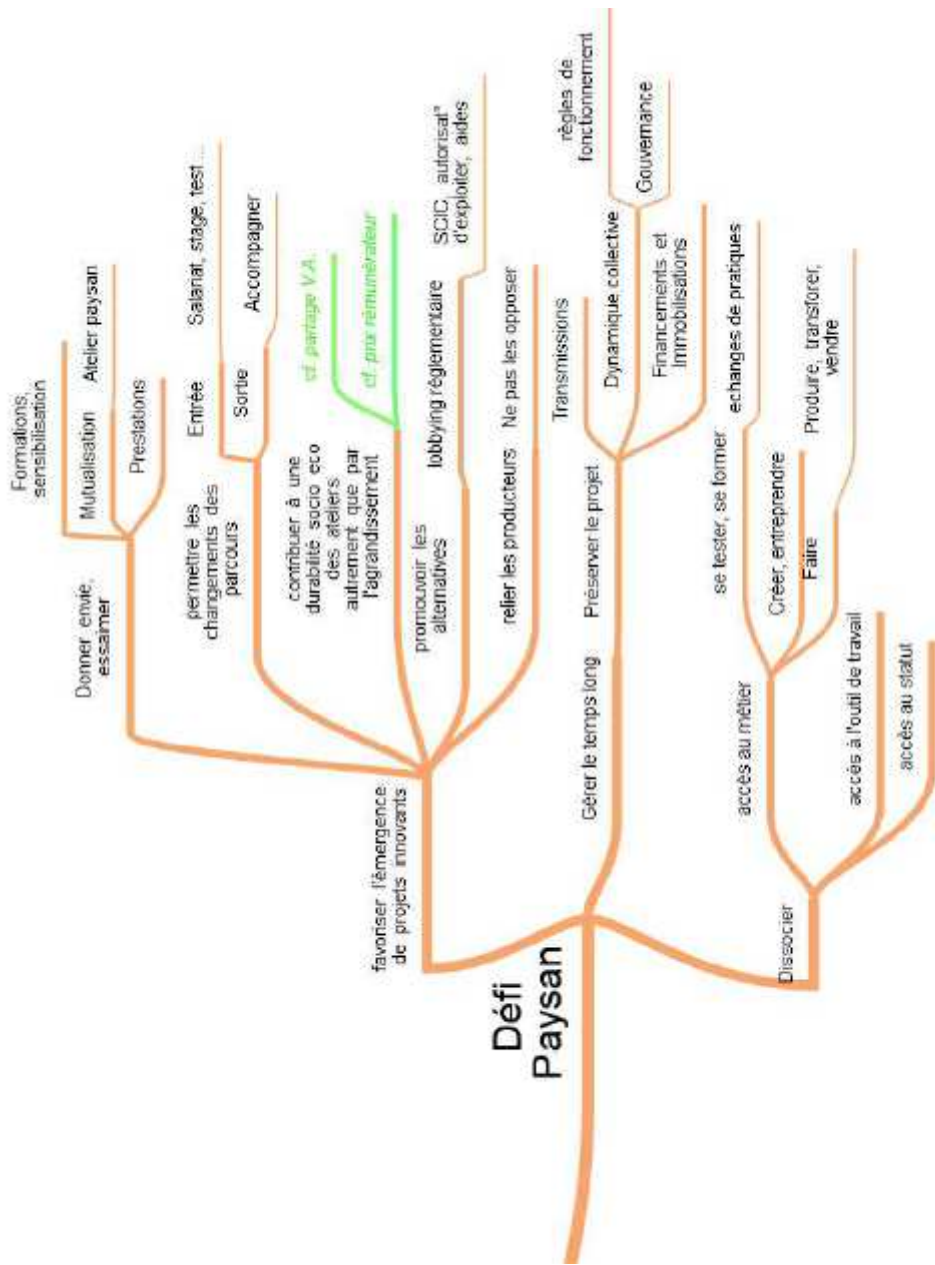 Défi
Paysan
favoriser l'émergence
de projets innovants
Donner envie,
essaimer
Formations,
sensibilisation
Mutualisation
Atelier paysan
Prestations
permettre les
changements des
parcours
Entrée
Salariat, stage, test ...
Sortie
Accompagner
contribuer à une
durabilité socio eco
des ateliers
autrement que par
l'agrandissement
cf. partage V.A.
cf. prix rémunérateur
promouvoir les
alternatives
lobbying réglementaire
SCIC, autorisat°
d'exploiter, aides
relier les producteurs
Ne pas les opposer
Gérer le temps long
Préserver le projet
Transmissions
Dynamique collective
règles de
fonctionnement
Gouvernance
Financements et
Immobilisations
Dissocier
accès au métier
se tester, se former
echanges de pratiques
Créer, entreprendre
Faire
Produire, transforer,
vendre
accès à l'outil de travail
accès au statut